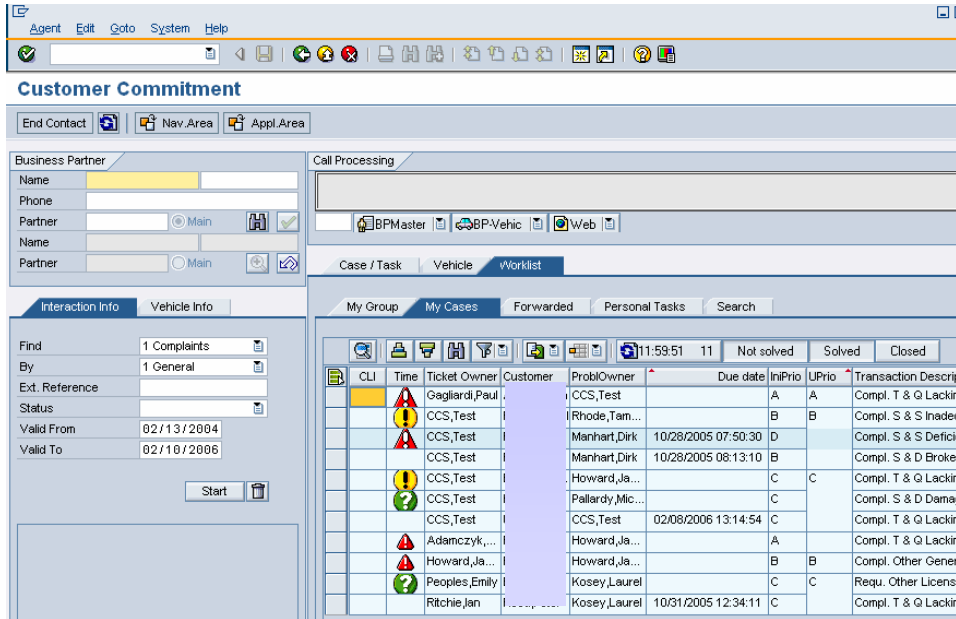 Agent Edit Goto System Help
Customer Commitment
End Contact Nav.Area Appl.Area
Business Partner
Name
Phone
Partner Main
Name
Partner Main
Interaction Info Vehicle Info
Find 1 Complaints
By 1 General
Ext. Reference
Status
Valid From 02/13/2004
Valid To 02/10/2006
Start
Call Processing
BPMaster BP-Vehic Web
Case / Task Vehicle Worklist
My Group My Cases Forwarded Personal Tasks Search
11:59:51 11 Not solved Solved Closed
CLI Time Ticket Owner Customer ProblOwner Due date IniPrio UPrio Transaction Descrip
Gagliardi,Paul CCS,Test A A Compl. T & Q Lackin
CCS,Test Rhode,Tam... B B Compl. S & S Inade
CCS,Test Manhart,Dirk 10/28/2005 07:50:30 D Compl. S & S Defici
CCS,Test Manhart,Dirk 10/28/2005 08:13:10 B Compl. S & D Broke
CCS,Test Howard,Ja... C C Compl. T & Q Lackin
CCS,Test Pallardy,Mic... C Compl. S & D Dama
CCS,Test CCS,Test 02/08/2006 13:14:54 C Compl. T & Q Lackin
Adamczyk,... Howard,Ja... A Compl. T & Q Lackin
Howard,Ja... Howard,Ja... B B Compl. Other Gener
Peoples,Emily Kosey,Laurel C C Requ. Other Licens
Ritchie,Ian Kosey,Laurel 10/31/2005 12:34:11 C Compl. T & Q Lackin